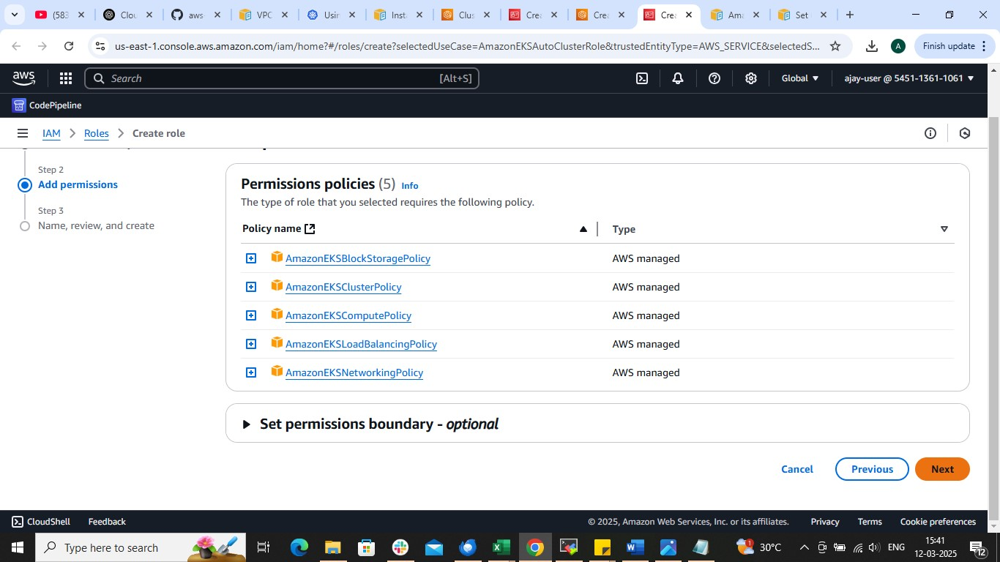 (583
Clou
aws-
VPC
Usin
Insta
Clus
Crea
Crea
Crea
Ama
Set
us-east-1.console.aws.amazon.com/iam/home?#/roles/create?selectedUseCase=AmazonEKSAutoClusterRole&trustedEntityType=AWS_SERVICE&selectedS...
A
Finish update
aws
Search
[Alt+S]
Global
ajay-user @ 5451-1361-1061
CodePipeline
IAM
Roles
Create role
Step 2
Add permissions
Step 3
Name, review, and create
Permissions policies (5) Info
The type of role that you selected requires the following policy.
Policy name
Type
AmazonEKSBlockStoragePolicy
AWS managed
AmazonEKSClusterPolicy
AWS managed
AmazonEKSComputePolicy
AWS managed
AmazonEKSLoadBalancingPolicy
AWS managed
AmazonEKSNetworkingPolicy
AWS managed
Set permissions boundary - optional
Cancel
Previous
Next
CloudShell
Feedback
© 2025, Amazon Web Services, Inc. or its affiliates.
Privacy
Terms
Cookie preferences
Type here to search
1
30°C
ENG
15:41
12-03-2025
12